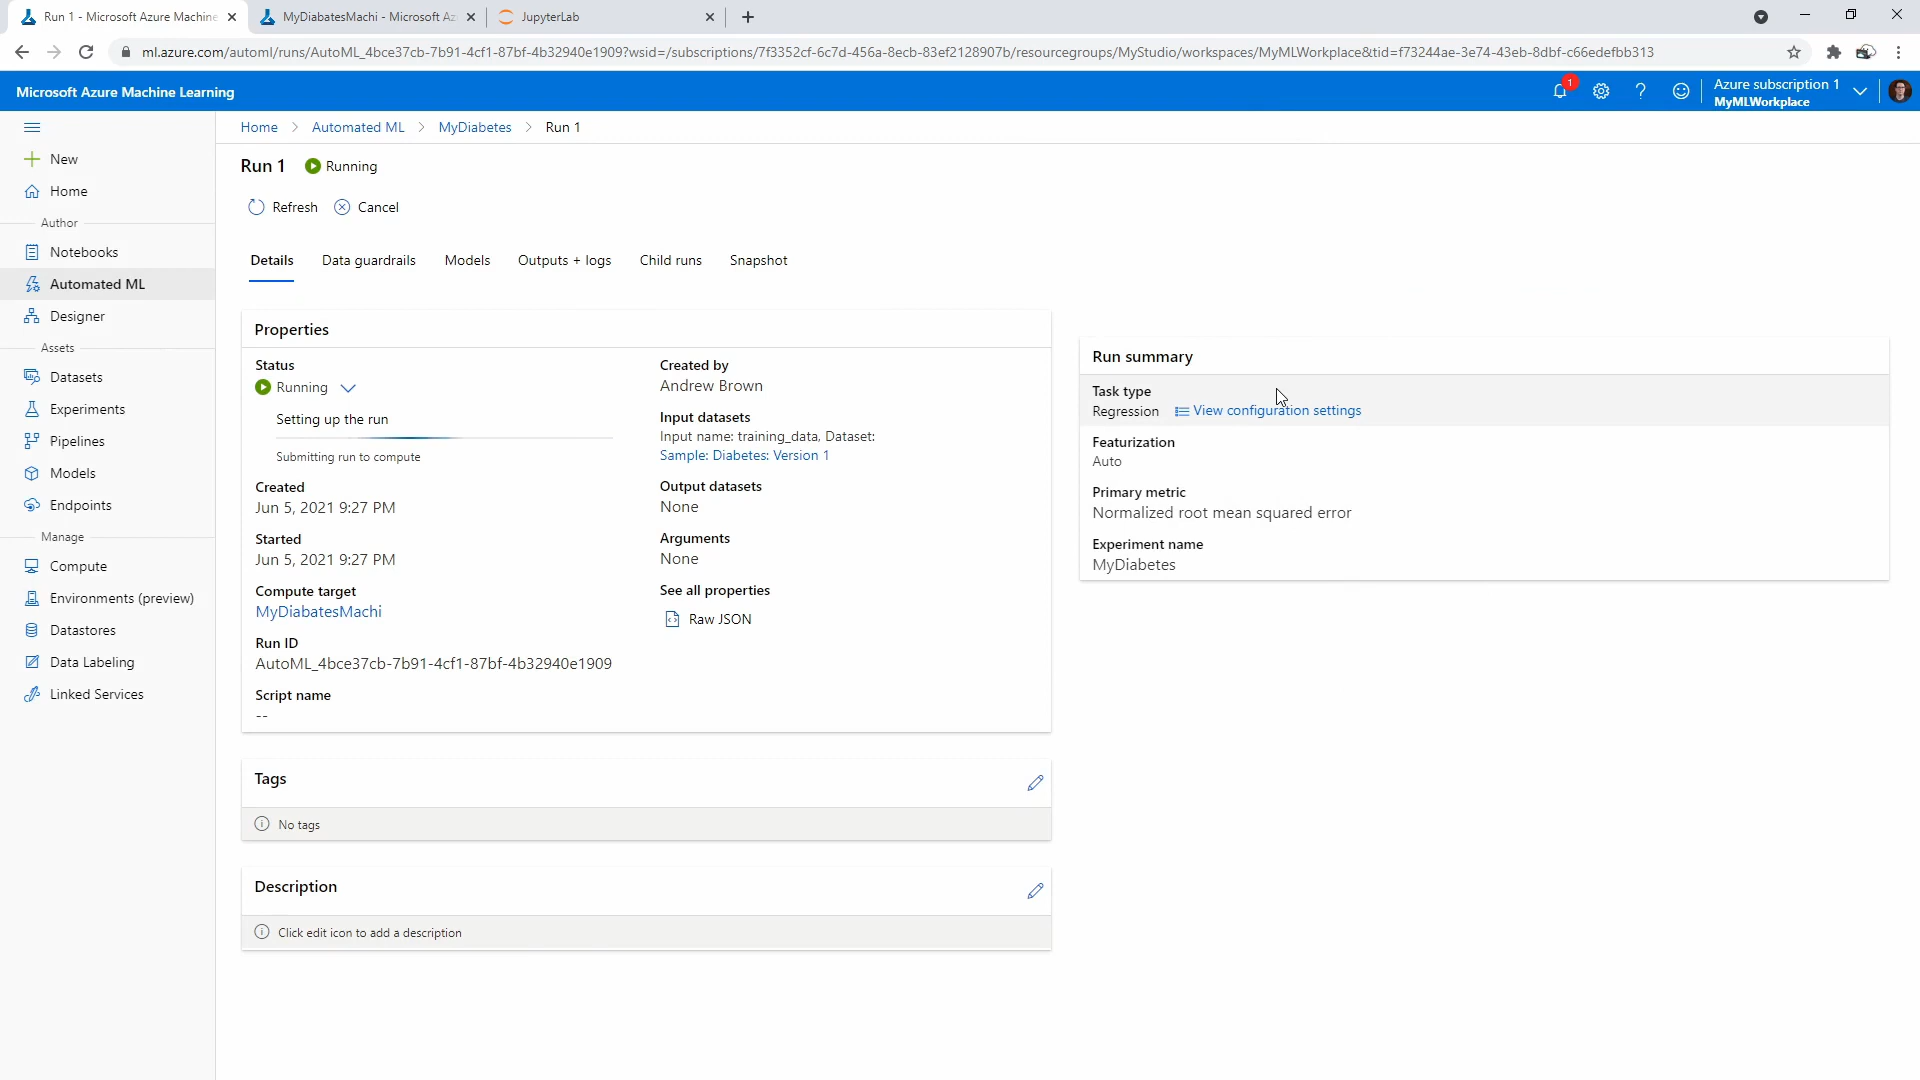 Run 1 - Microsoft Azure Machine
MyDiabatesMachi - Microsoft Az
JupyterLab
ml.azure.com/automl/runs/AutoML_4bce37cb-7b91-4cf1-87bf-4b32940e1909?wsid=/subscriptions/7f3352cf-6c7d-456a-8ecb-83ef2128907b/resourcegroups/MyStudio/workspaces/MyMLWorkplace&tid=f73244ae-3e74-43eb-8dbf-c66edefbb313
Microsoft Azure Machine Learning
1
Azure subscription 1
MyMLWorkplace
New
Home
Author
Notebooks
Automated ML
Designer
Assets
Datasets
Experiments
Pipelines
Models
Endpoints
Manage
Compute
Environments (preview)
Datastores
Data Labeling
Linked Services
Home > Automated ML > MyDiabetes > Run 1
Run 1 Running
Refresh Cancel
Details Data guardrails Models Outputs + logs Child runs Snapshot
Properties
Status
Running
Setting up the run
Submitting run to compute
Created
Jun 5, 2021 9:27 PM
Started
Jun 5, 2021 9:27 PM
Compute target
MyDiabatesMachi
Run ID
AutoML_4bce37cb-7b91-4cf1-87bf-4b32940e1909
Script name
--
Created by
Andrew Brown
Input datasets
Input name: training_data, Dataset:
Sample: Diabetes: Version 1
Output datasets
None
Arguments
None
See all properties
Raw JSON
Run summary
Task type
Regression View configuration settings
Featurization
Auto
Primary metric
Normalized root mean squared error
Experiment name
MyDiabetes
Tags
No tags
Description
Click edit icon to add a description